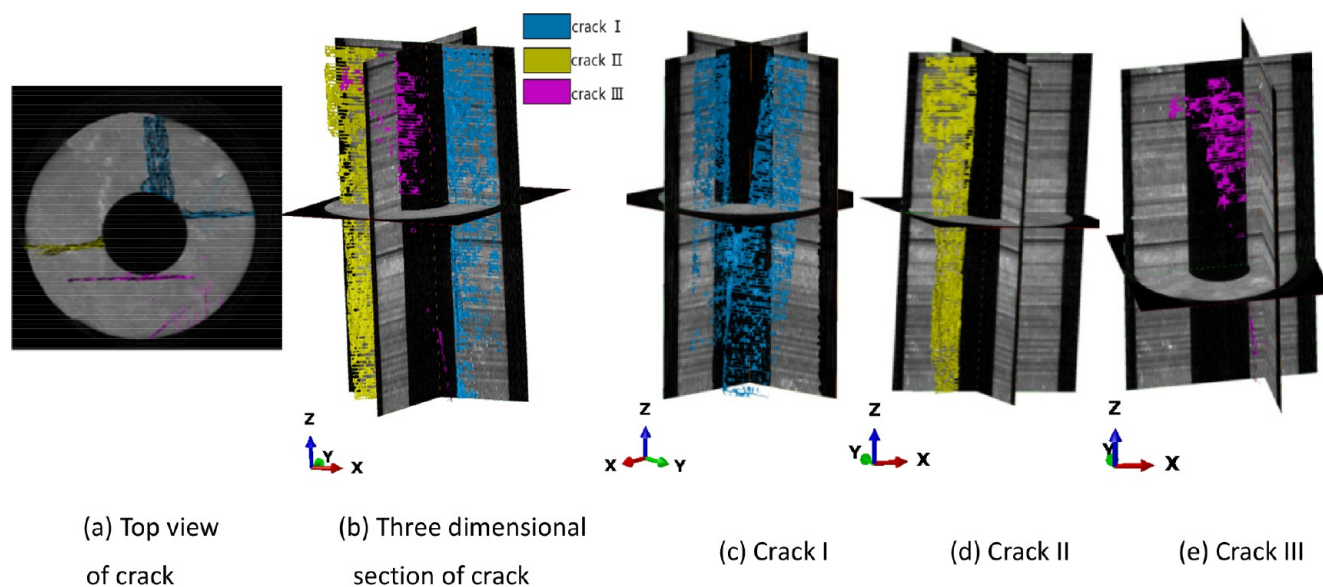 crack Ⅰ
crack Ⅱ
crack Ⅲ
Z
Y
X
Z
X
Y
Z
Y
X
Z
Y
X
(a) Top view
of crack
(b) Three dimensional
section of crack
(c) Crack I
(d) Crack II
(e) Crack III